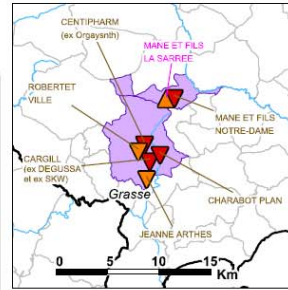 CENTIPHARM
(ex Orgaysnth)
MANE ET FILS
LA SARREE
ROBERTET
VILLE
MANE ET FILS
NOTRE-DAME
CARGILL
(ex DEGUSSA
et ex SKW)
CHARABOT PLAN
Grasse
JEANNE ARTHES
0 5 10 15
Km